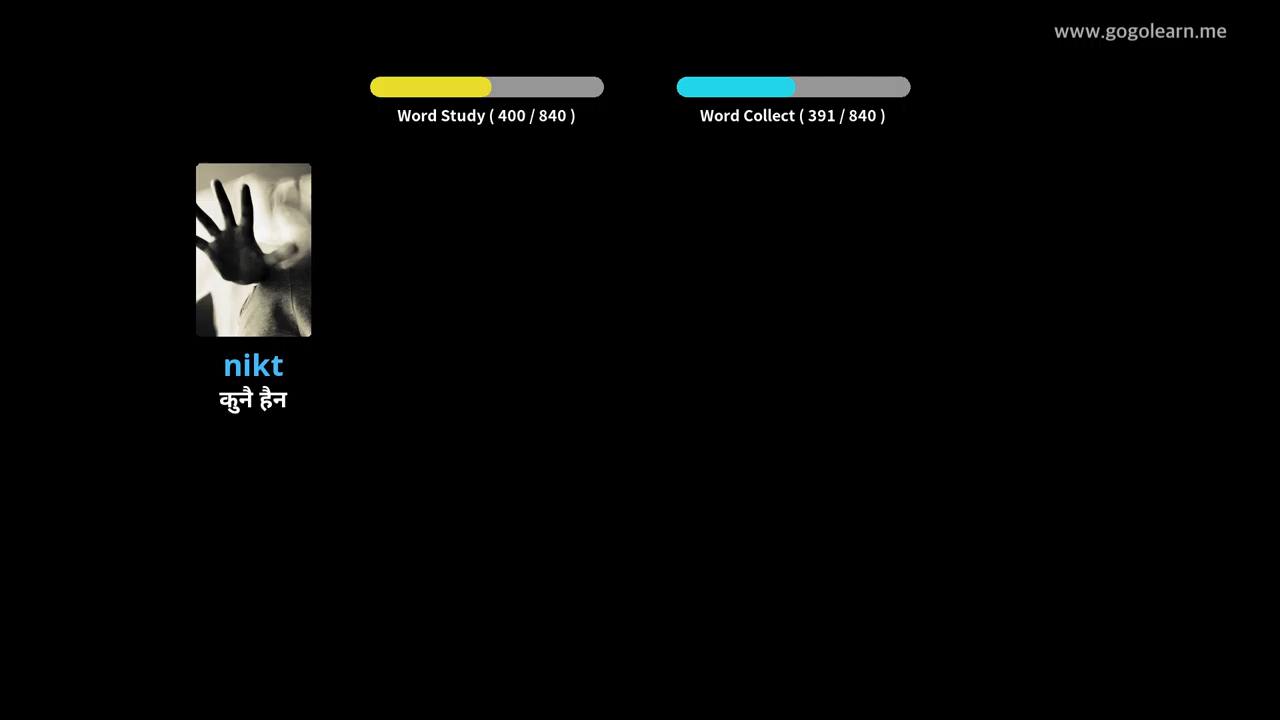 www.gogolearn.me
Word Study ( 400 / 840 )
Word Collect ( 391 / 840 )
nikt
कुनै हैन